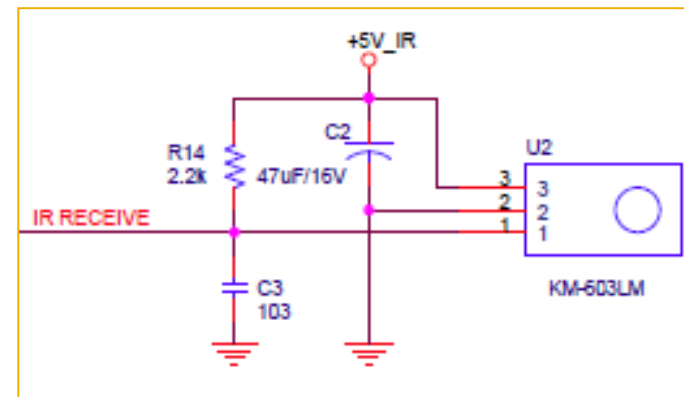 +5V_IR
C2
47uF/16V
R14
2.2k
U2
3 3
2 2
1 1
IR RECEIVE
C3
103
KM-603LM